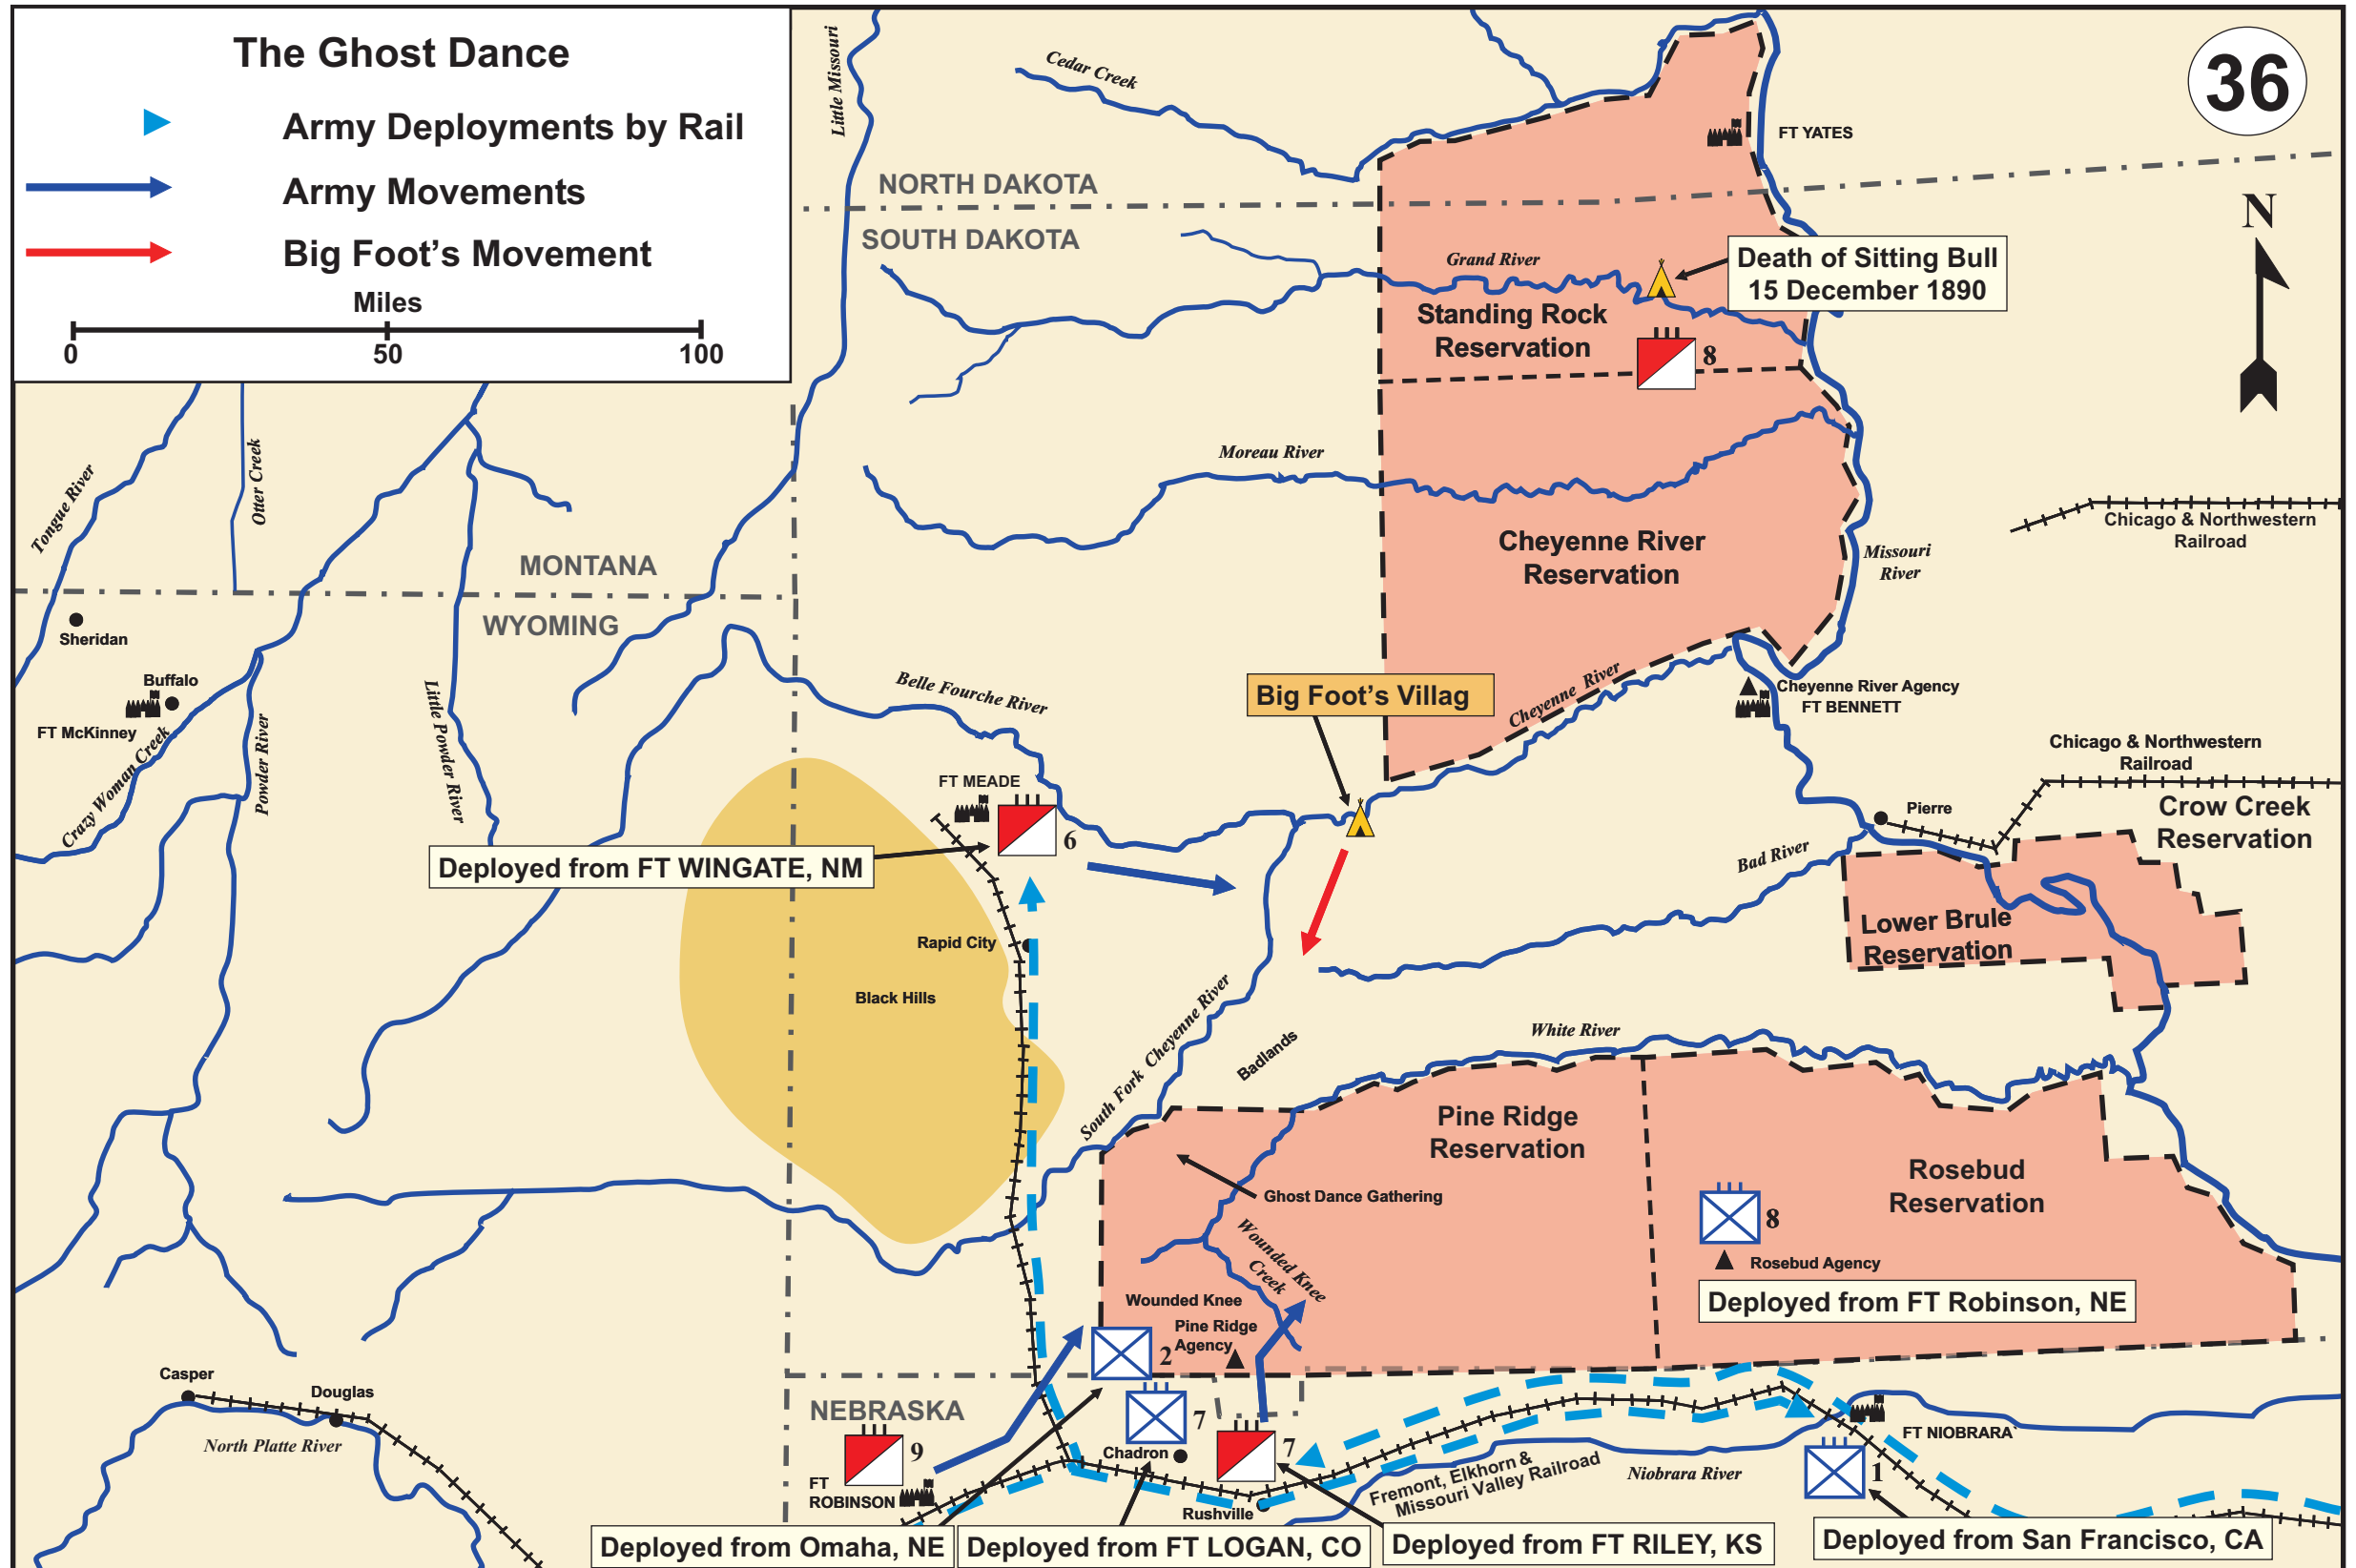 The Ghost Dance
Army Deployments by Rail
Army Movements
Big Foot's Movement
Miles
0
50
100
36
N
Little Missouri
Cedar Creek
FT YATES
NORTH DAKOTA
SOUTH DAKOTA
Grand River
Death of Sitting Bull
15 December 1890
Standing Rock
Reservation
8
Moreau River
Tongue River
Otter Creek
Chicago & Northwestern
Railroad
Cheyenne River
Reservation
Missouri
River
MONTANA
WYOMING
Sheridan
Buffalo
FT McKinney
Crazy Woman Creek
Powder River
Little Powder River
Belle Fourche River
Big Foot's Villag
Cheyenne River
Cheyenne River Agency
FT BENNETT
Chicago & Northwestern
Railroad
FT MEADE
6
Pierre
Crow Creek
Reservation
Deployed from FT WINGATE, NM
Bad River
Lower Brule
Reservation
Rapid City
Black Hills
South Fork Cheyenne River
Badlands
White River
Pine Ridge
Reservation
Ghost Dance Gathering
Rosebud
Reservation
8
Rosebud Agency
Deployed from FT Robinson, NE
Wounded Knee
Creek
Wounded Knee
Pine Ridge
Agency
2
Casper
Douglas
North Platte River
NEBRASKA
9
7
7
Chadron
FT
ROBINSON
Rushville
Fremont, Elkhorn &
Missouri Valley Railroad
Niobrara River
FT NIOBRARA
1
Deployed from Omaha, NE
Deployed from FT LOGAN, CO
Deployed from FT RILEY, KS
Deployed from San Francisco, CA